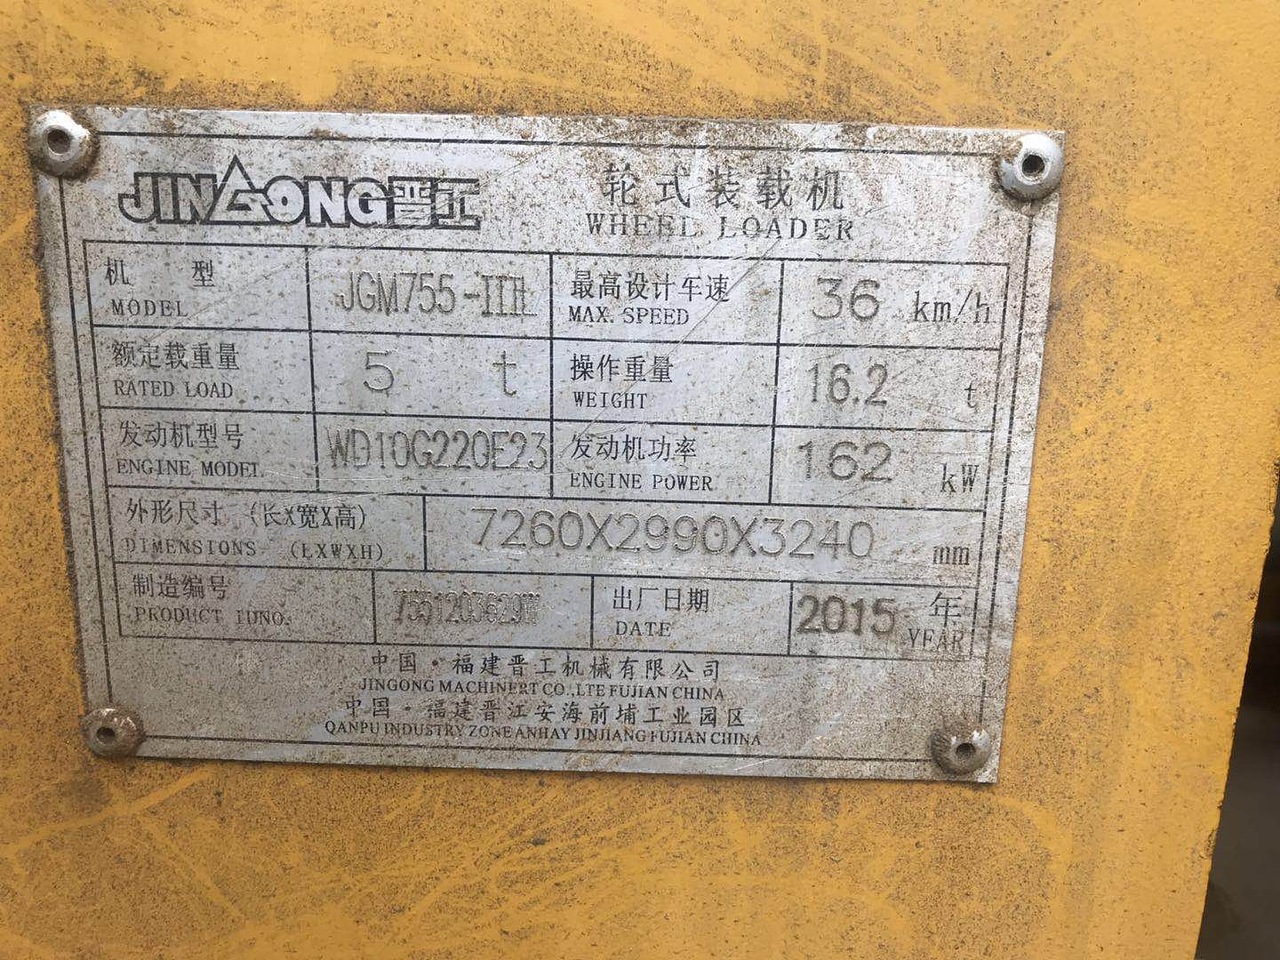 JINGONG晋工 轮式装载机
WHEEL LOADER
机 型 JGM755-III 最高设计车速 36 km/h
MODEL MAX. SPEED
额定载重量 5 t 操作重量 16.2 t
RATED LOAD WEIGHT
发动机型号 WD10G220E23 发动机功率 162 kW
ENGINE MODEL ENGINE POWER
外形尺寸 (长X宽X高) 7260X2990X3240 mm
DIMENSIONS (LXWXH)
制造编号 出厂日期 2015 年
PRODUCT IDNO. DATE YEAR
中国·福建晋工机械有限公司
JINGONG MACHINERT CO.,LTE FUJIAN CHINA
中国·福建晋江安海前埔工业园区
QANPU INDUSTRY ZONE ANHAY JINJIANG FUJIAN CHINA